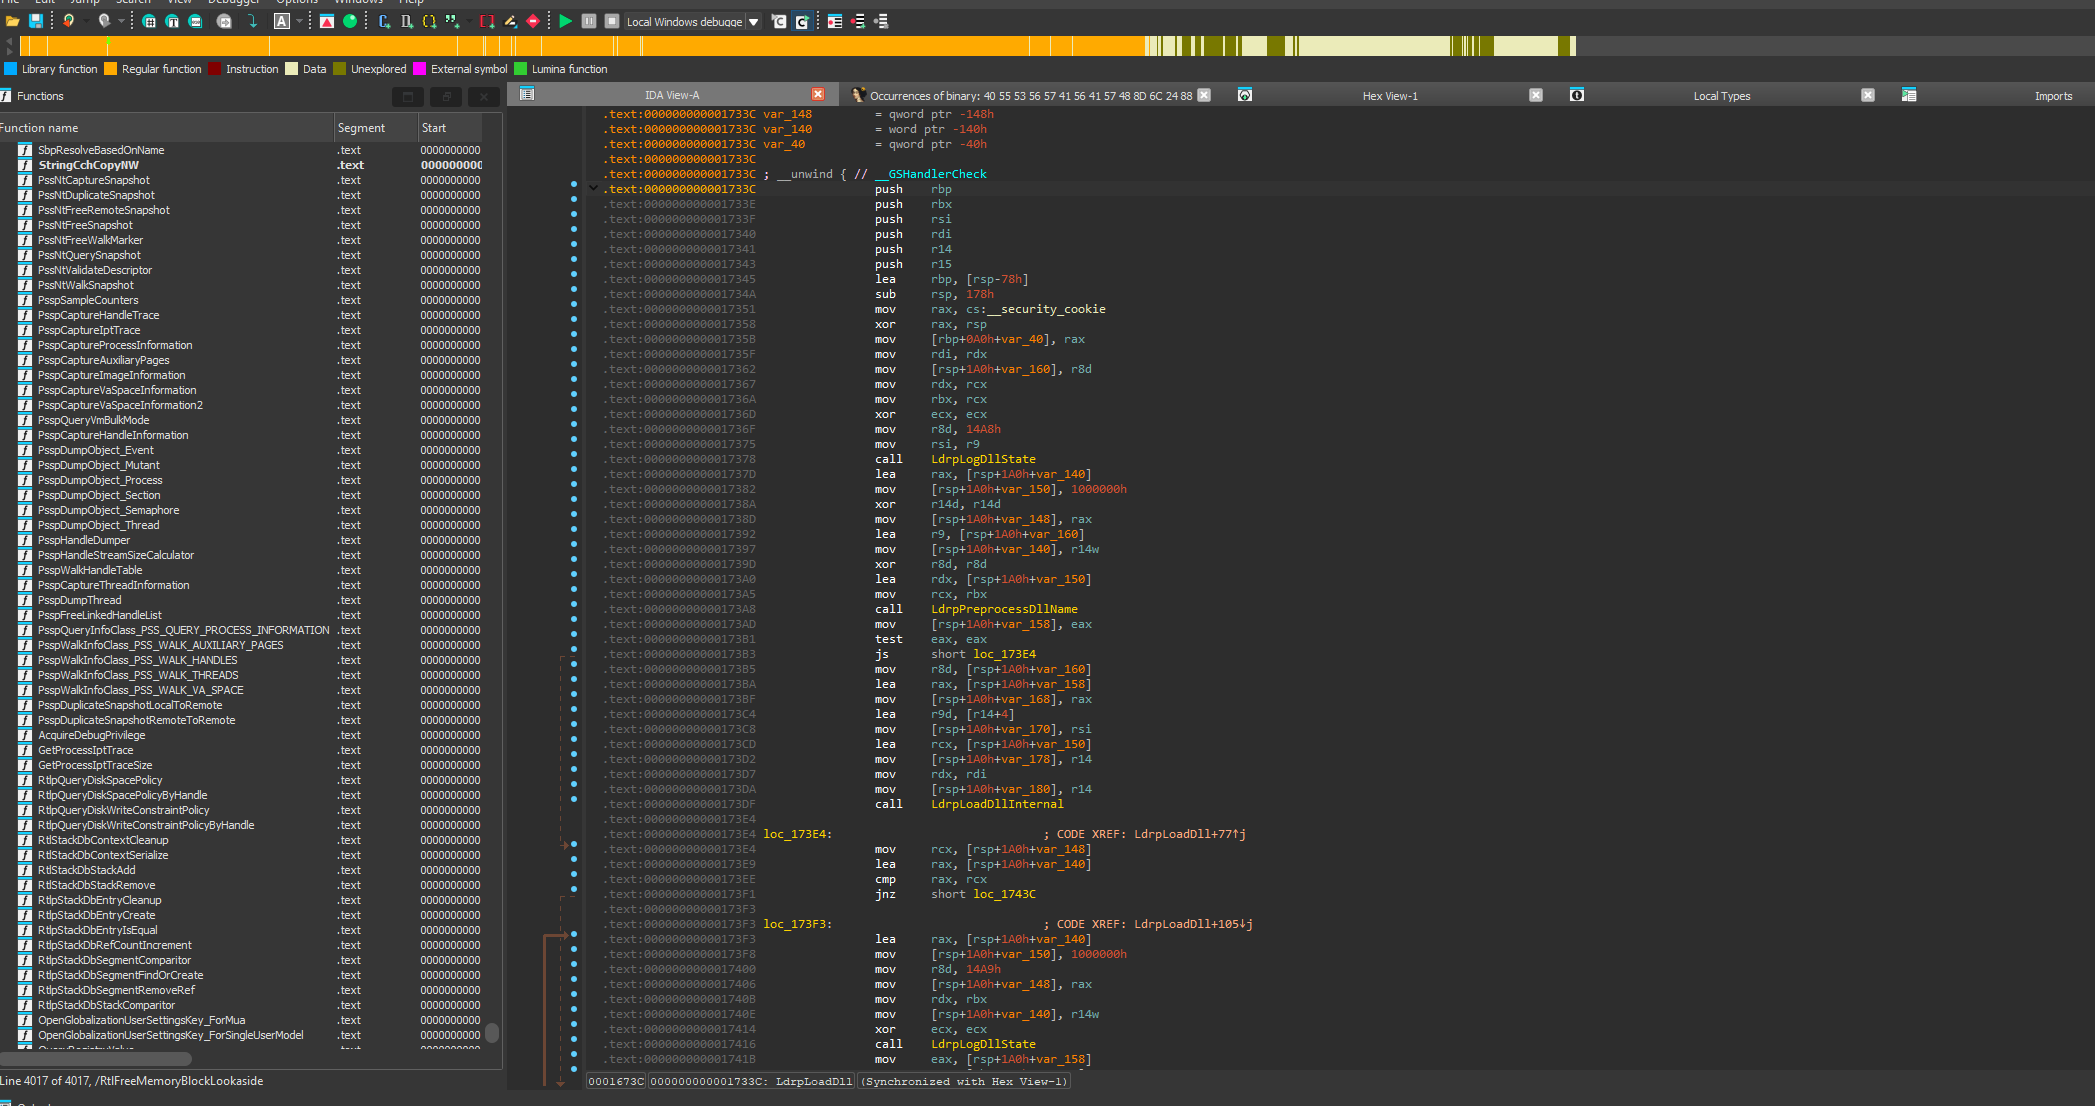 File Edit Jump Search View Debugger Options Windows Help
Local Windows debugge
Library function Regular function Instruction Data Unexplored External symbol Lumina function
Functions
IDA View-A Occurrences of binary: 40 55 53 56 57 41 56 41 57 48 8D 6C 24 88 Hex View-1 Local Types Imports
Function name Segment Start
SbpResolveBasedOnName .text 0000000000
StringCchCopyNW .text 000000000
PssNtCaptureSnapshot .text 0000000000
PssNtDuplicateSnapshot .text 0000000000
PssNtFreeRemoteSnapshot .text 0000000000
PssNtFreeSnapshot .text 0000000000
PssNtFreeWalkMarker .text 0000000000
PssNtQuerySnapshot .text 0000000000
PssNtValidateDescriptor .text 0000000000
PssNtWalkSnapshot .text 0000000000
PsspSampleCounters .text 0000000000
PsspCaptureHandleTrace .text 0000000000
PsspCaptureIptTrace .text 0000000000
PsspCaptureProcessInformation .text 0000000000
PsspCaptureAuxiliaryPages .text 0000000000
PsspCaptureImageInformation .text 0000000000
PsspCaptureVaSpaceInformation .text 0000000000
PsspCaptureVaSpaceInformation2 .text 0000000000
PsspQueryVmBulkMode .text 0000000000
PsspCaptureHandleInformation .text 0000000000
PsspDumpObject_Event .text 0000000000
PsspDumpObject_Mutant .text 0000000000
PsspDumpObject_Process .text 0000000000
PsspDumpObject_Section .text 0000000000
PsspDumpObject_Semaphore .text 0000000000
PsspDumpObject_Thread .text 0000000000
PsspHandleDumper .text 0000000000
PsspHandleStreamSizeCalculator .text 0000000000
PsspWalkHandleTable .text 0000000000
PsspCaptureThreadInformation .text 0000000000
PsspDumpThread .text 0000000000
PsspFreeLinkedHandleList .text 0000000000
PsspQueryInfoClass_PSS_QUERY_PROCESS_INFORMATION .text 0000000000
PsspWalkInfoClass_PSS_WALK_AUXILIARY_PAGES .text 0000000000
PsspWalkInfoClass_PSS_WALK_HANDLES .text 0000000000
PsspWalkInfoClass_PSS_WALK_THREADS .text 0000000000
PsspWalkInfoClass_PSS_WALK_VA_SPACE .text 0000000000
PsspDuplicateSnapshotLocalToRemote .text 0000000000
PsspDuplicateSnapshotRemoteToRemote .text 0000000000
AcquireDebugPrivilege .text 0000000000
GetProcessIptTrace .text 0000000000
GetProcessIptTraceSize .text 0000000000
RtlpQueryDiskSpacePolicy .text 0000000000
RtlpQueryDiskSpacePolicyByHandle .text 0000000000
RtlpQueryDiskWriteConstraintPolicy .text 0000000000
RtlpQueryDiskWriteConstraintPolicyByHandle .text 0000000000
RtlStackDbContextCleanup .text 0000000000
RtlStackDbContextSerialize .text 0000000000
RtlStackDbStackAdd .text 0000000000
RtlStackDbStackRemove .text 0000000000
RtlpStackDbEntryCleanup .text 0000000000
RtlpStackDbEntryCreate .text 0000000000
RtlpStackDbEntryIsEqual .text 0000000000
RtlpStackDbRefCountIncrement .text 0000000000
RtlpStackDbSegmentComparitor .text 0000000000
RtlpStackDbSegmentFindOrCreate .text 0000000000
RtlpStackDbSegmentRemoveRef .text 0000000000
RtlpStackDbStackComparitor .text 0000000000
OpenGlobalizationUserSettingsKey_ForMua .text 0000000000
OpenGlobalizationUserSettingsKey_ForSingleUserModel .text 0000000000
Line 4017 of 4017, /RtlFreeMemoryBlockLookaside
.text:000000000001733C var_148 = qword ptr -148h
.text:000000000001733C var_140 = word ptr -140h
.text:000000000001733C var_40 = qword ptr -40h
.text:000000000001733C
.text:000000000001733C ; __unwind { // __GSHandlerCheck
.text:000000000001733C push rbp
.text:000000000001733E push rbx
.text:000000000001733F push rsi
.text:0000000000017340 push rdi
.text:0000000000017341 push r14
.text:0000000000017343 push r15
.text:0000000000017345 lea rbp, [rsp-78h]
.text:000000000001734A sub rsp, 178h
.text:0000000000017351 mov rax, cs:__security_cookie
.text:0000000000017358 xor rax, rsp
.text:000000000001735B mov [rbp+0A0h+var_40], rax
.text:000000000001735F mov rdi, rdx
.text:0000000000017362 mov [rsp+1A0h+var_160], r8d
.text:0000000000017367 mov rdx, rcx
.text:000000000001736A mov rbx, rcx
.text:000000000001736D xor ecx, ecx
.text:000000000001736F mov r8d, 14A8h
.text:0000000000017375 mov rsi, r9
.text:0000000000017378 call LdrpLogDllState
.text:000000000001737D lea rax, [rsp+1A0h+var_140]
.text:0000000000017382 mov [rsp+1A0h+var_150], 1000000h
.text:000000000001738A xor r14d, r14d
.text:000000000001738D mov [rsp+1A0h+var_148], rax
.text:0000000000017392 lea r9, [rsp+1A0h+var_160]
.text:0000000000017397 mov [rsp+1A0h+var_140], r14w
.text:000000000001739D xor r8d, r8d
.text:00000000000173A0 lea rdx, [rsp+1A0h+var_150]
.text:00000000000173A5 mov rcx, rbx
.text:00000000000173A8 call LdrpPreprocessDllName
.text:00000000000173AD mov [rsp+1A0h+var_158], eax
.text:00000000000173B1 test eax, eax
.text:00000000000173B3 js short loc_173E4
.text:00000000000173B5 mov r8d, [rsp+1A0h+var_160]
.text:00000000000173BA lea rax, [rsp+1A0h+var_158]
.text:00000000000173BF mov [rsp+1A0h+var_168], rax
.text:00000000000173C4 lea r9d, [r14+4]
.text:00000000000173C8 mov [rsp+1A0h+var_170], rsi
.text:00000000000173CD lea rcx, [rsp+1A0h+var_150]
.text:00000000000173D2 mov [rsp+1A0h+var_178], r14
.text:00000000000173D7 mov rdx, rdi
.text:00000000000173DA mov [rsp+1A0h+var_180], r14
.text:00000000000173DF call LdrpLoadDllInternal
.text:00000000000173E4
.text:00000000000173E4 loc_173E4: ; CODE XREF: LdrpLoadDll+77↑j
.text:00000000000173E4 mov rcx, [rsp+1A0h+var_148]
.text:00000000000173E9 lea rax, [rsp+1A0h+var_140]
.text:00000000000173EE cmp rax, rcx
.text:00000000000173F1 jnz short loc_1743C
.text:00000000000173F3
.text:00000000000173F3 loc_173F3: ; CODE XREF: LdrpLoadDll+105↓j
.text:00000000000173F3 lea rax, [rsp+1A0h+var_140]
.text:00000000000173F8 mov [rsp+1A0h+var_150], 1000000h
.text:0000000000017400 mov r8d, 14A9h
.text:0000000000017406 mov [rsp+1A0h+var_148], rax
.text:000000000001740B mov rdx, rbx
.text:000000000001740E mov [rsp+1A0h+var_140], r14w
.text:0000000000017414 xor ecx, ecx
.text:0000000000017416 call LdrpLogDllState
.text:000000000001741B mov eax, [rsp+1A0h+var_158]
0001673C 000000000001733C: LdrpLoadDll (Synchronized with Hex View-1)